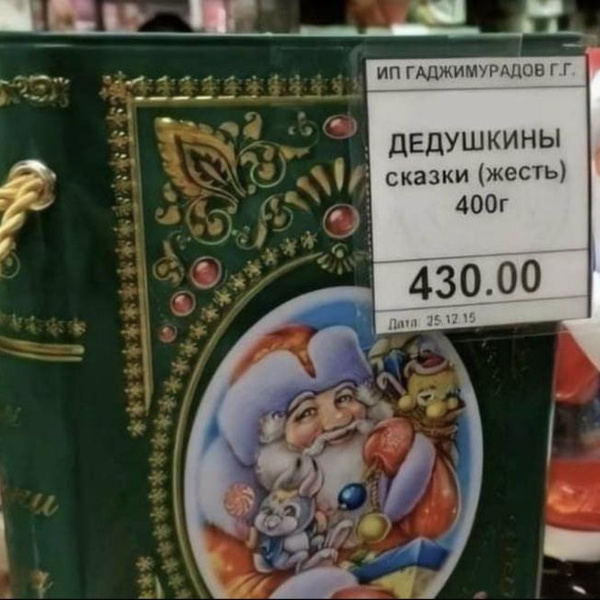 ИП ГАДЖИМУРАДОВ Г.Г.
ДЕДУШКИНЫ
сказки (жесть)
400г
430.00
Дата: 25.12.15